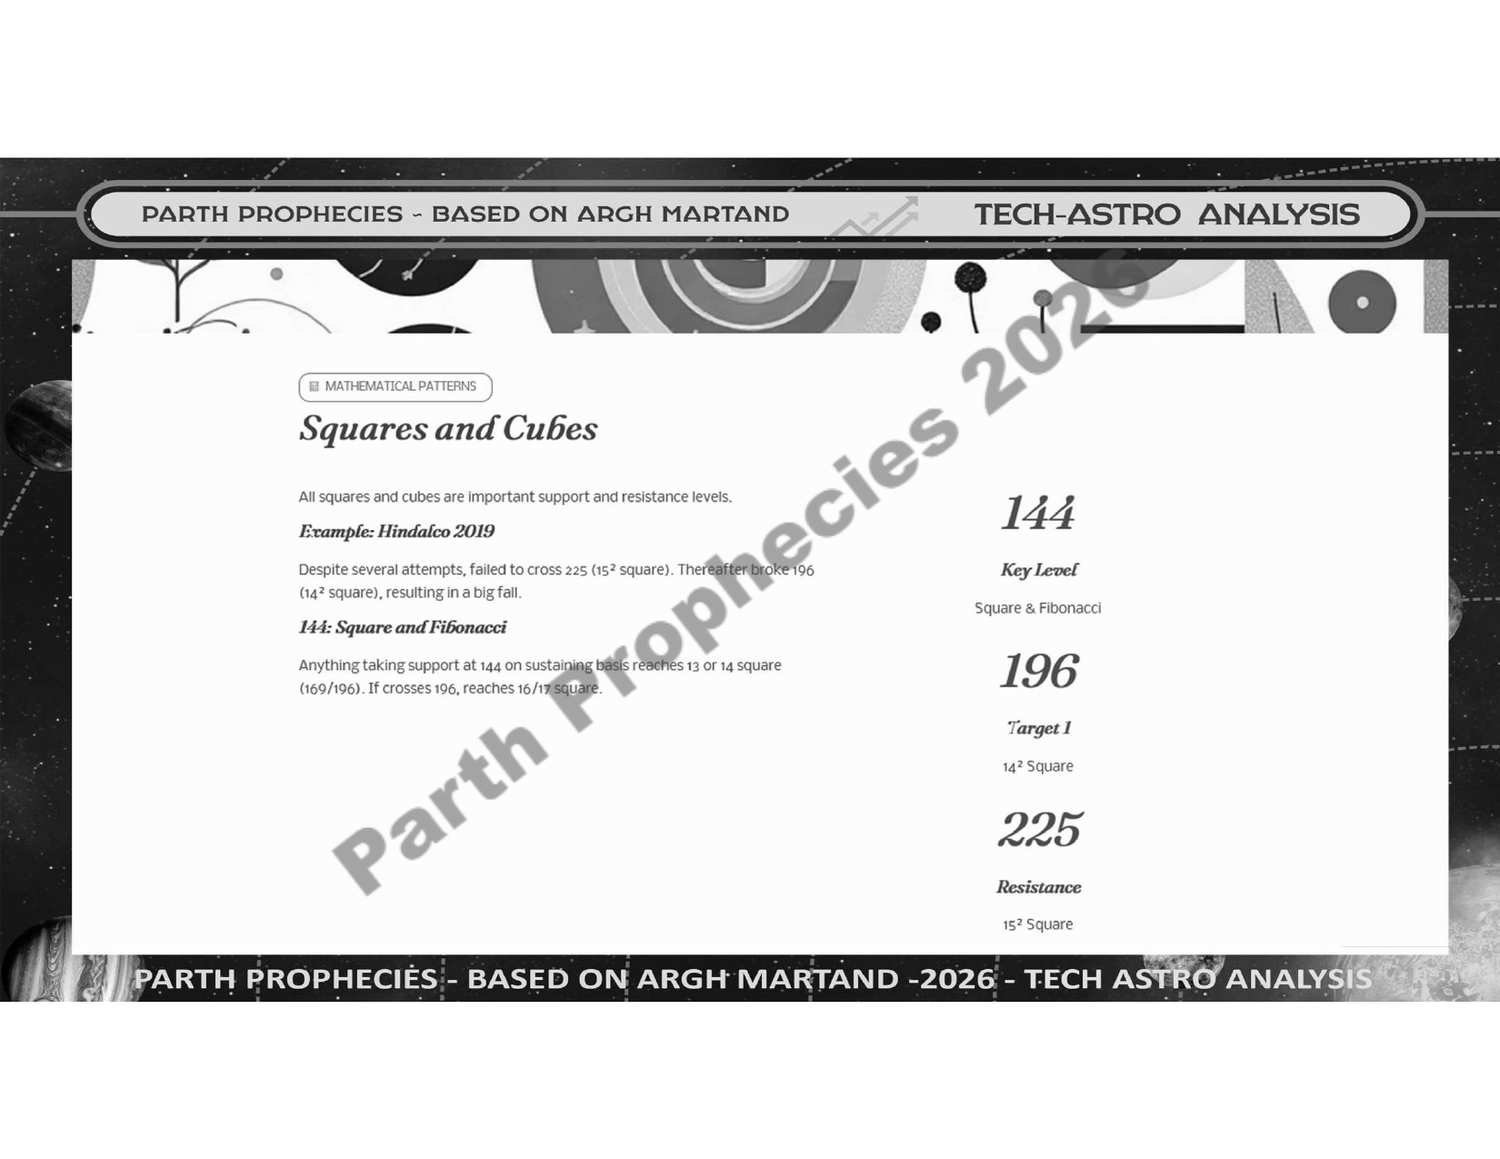 PARTH PROPHECIES ~ BASED ON ARGH MARTAND
TECH-ASTRO ANALYSIS
MATHEMATICAL PATTERNS
Squares and Cubes
All squares and cubes are important support and resistance levels.
Example: Hindalco 2019
Despite several attempts, failed to cross 225 (15² square). Thereafter broke 196
(14² square), resulting in a big fall.
144: Square and Fibonacci
Anything taking support at 144 on sustaining basis reaches 13 or 14 square
(169/196). If crosses 196, reaches 16/17 square.
144
Key Level
Square & Fibonacci
196
Target 1
14² Square
225
Resistance
15² Square
Parth Prophecies 2026
PARTH PROPHECIES - BASED ON ARGH MARTAND -2026 - TECH ASTRO ANALYSIS